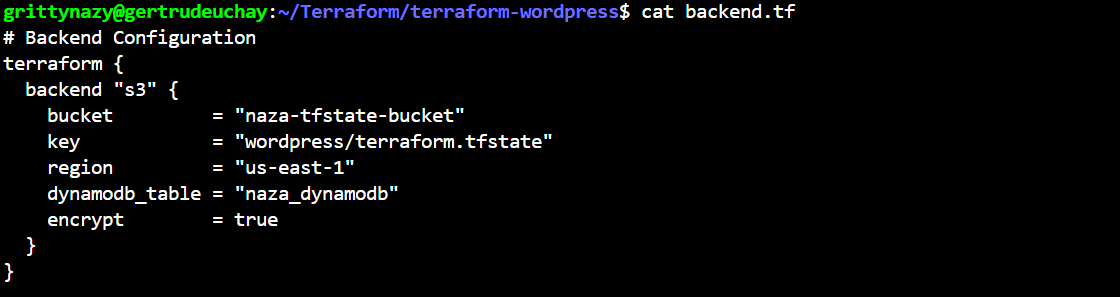 grittynazy@gertrudeuchay:~/Terraform/terraform-wordpress$ cat backend.tf
# Backend Configuration
terraform {
  backend "s3" {
    bucket         = "naza-tfstate-bucket"
    key            = "wordpress/terraform.tfstate"
    region         = "us-east-1"
    dynamodb_table = "naza_dynamodb"
    encrypt        = true
  }
}